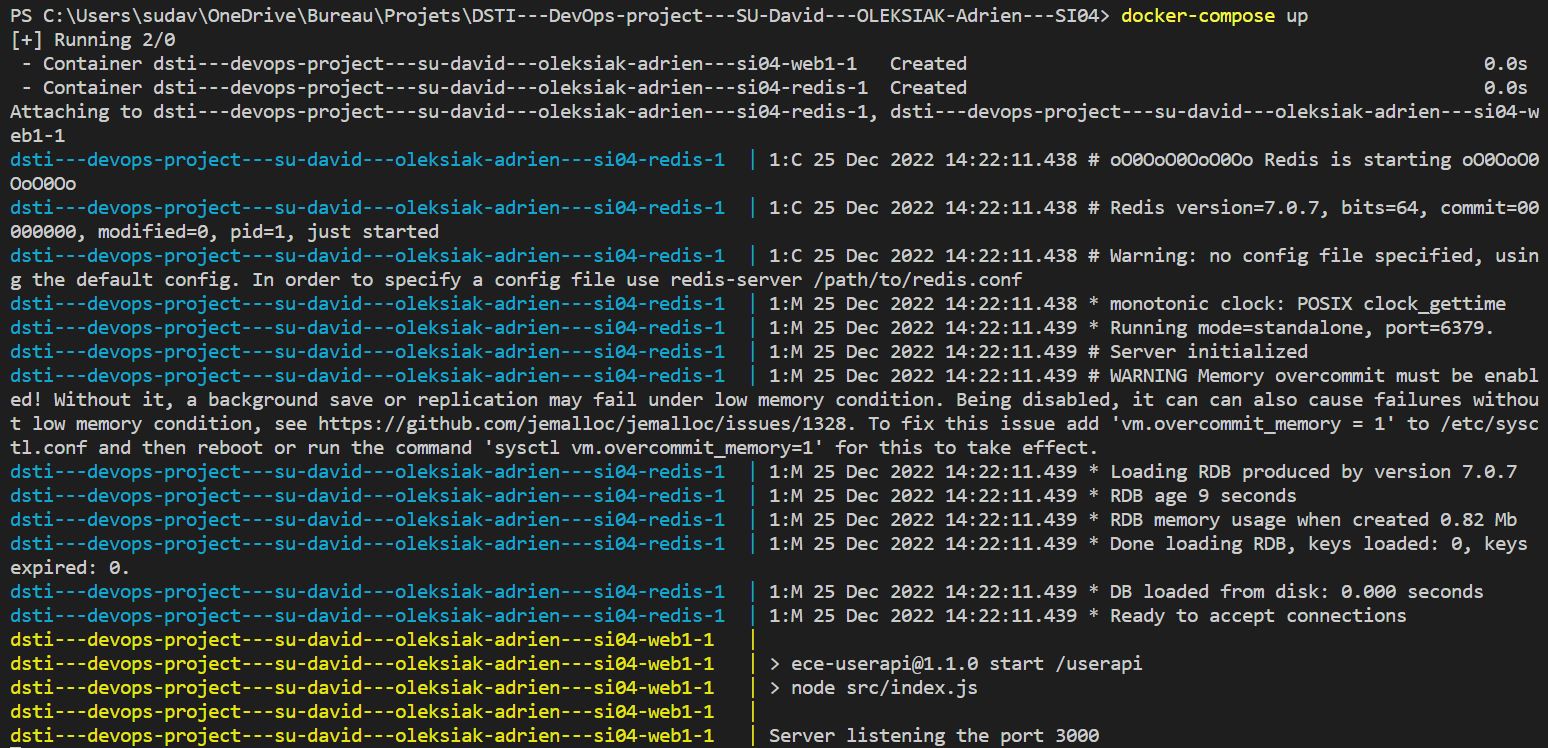 PS C:\Users\sudav\OneDrive\Bureau\Projets\DSTI---DevOps-project---SU-David---OLEKSIAK-Adrien---SI04> docker-compose up
[+] Running 2/0
 - Container dsti---devops-project---su-david---oleksiak-adrien---si04-web1-1   Created   0.0s
 - Container dsti---devops-project---su-david---oleksiak-adrien---si04-redis-1  Created   0.0s
Attaching to dsti---devops-project---su-david---oleksiak-adrien---si04-redis-1, dsti---devops-project---su-david---oleksiak-adrien---si04-w
eb1-1
dsti---devops-project---su-david---oleksiak-adrien---si04-redis-1  | 1:C 25 Dec 2022 14:22:11.438 # oO0OoO0OoO0Oo Redis is starting oO0OoO0
OoO0Oo
dsti---devops-project---su-david---oleksiak-adrien---si04-redis-1  | 1:C 25 Dec 2022 14:22:11.438 # Redis version=7.0.7, bits=64, commit=00
000000, modified=0, pid=1, just started
dsti---devops-project---su-david---oleksiak-adrien---si04-redis-1  | 1:C 25 Dec 2022 14:22:11.438 # Warning: no config file specified, usin
g the default config. In order to specify a config file use redis-server /path/to/redis.conf
dsti---devops-project---su-david---oleksiak-adrien---si04-redis-1  | 1:M 25 Dec 2022 14:22:11.438 * monotonic clock: POSIX clock_gettime
dsti---devops-project---su-david---oleksiak-adrien---si04-redis-1  | 1:M 25 Dec 2022 14:22:11.439 * Running mode=standalone, port=6379.
dsti---devops-project---su-david---oleksiak-adrien---si04-redis-1  | 1:M 25 Dec 2022 14:22:11.439 # Server initialized
dsti---devops-project---su-david---oleksiak-adrien---si04-redis-1  | 1:M 25 Dec 2022 14:22:11.439 # WARNING Memory overcommit must be enabl
ed! Without it, a background save or replication may fail under low memory condition. Being disabled, it can can also cause failures withou
t low memory condition, see https://github.com/jemalloc/jemalloc/issues/1328. To fix this issue add 'vm.overcommit_memory = 1' to /etc/sysc
tl.conf and then reboot or run the command 'sysctl vm.overcommit_memory=1' for this to take effect.
dsti---devops-project---su-david---oleksiak-adrien---si04-redis-1  | 1:M 25 Dec 2022 14:22:11.439 * Loading RDB produced by version 7.0.7
dsti---devops-project---su-david---oleksiak-adrien---si04-redis-1  | 1:M 25 Dec 2022 14:22:11.439 * RDB age 9 seconds
dsti---devops-project---su-david---oleksiak-adrien---si04-redis-1  | 1:M 25 Dec 2022 14:22:11.439 * RDB memory usage when created 0.82 Mb
dsti---devops-project---su-david---oleksiak-adrien---si04-redis-1  | 1:M 25 Dec 2022 14:22:11.439 * Done loading RDB, keys loaded: 0, keys
expired: 0.
dsti---devops-project---su-david---oleksiak-adrien---si04-redis-1  | 1:M 25 Dec 2022 14:22:11.439 * DB loaded from disk: 0.000 seconds
dsti---devops-project---su-david---oleksiak-adrien---si04-redis-1  | 1:M 25 Dec 2022 14:22:11.439 * Ready to accept connections
dsti---devops-project---su-david---oleksiak-adrien---si04-web1-1   |
dsti---devops-project---su-david---oleksiak-adrien---si04-web1-1   | > ece-userapi@1.1.0 start /userapi
dsti---devops-project---su-david---oleksiak-adrien---si04-web1-1   | > node src/index.js
dsti---devops-project---su-david---oleksiak-adrien---si04-web1-1   |
dsti---devops-project---su-david---oleksiak-adrien---si04-web1-1   | Server listening the port 3000